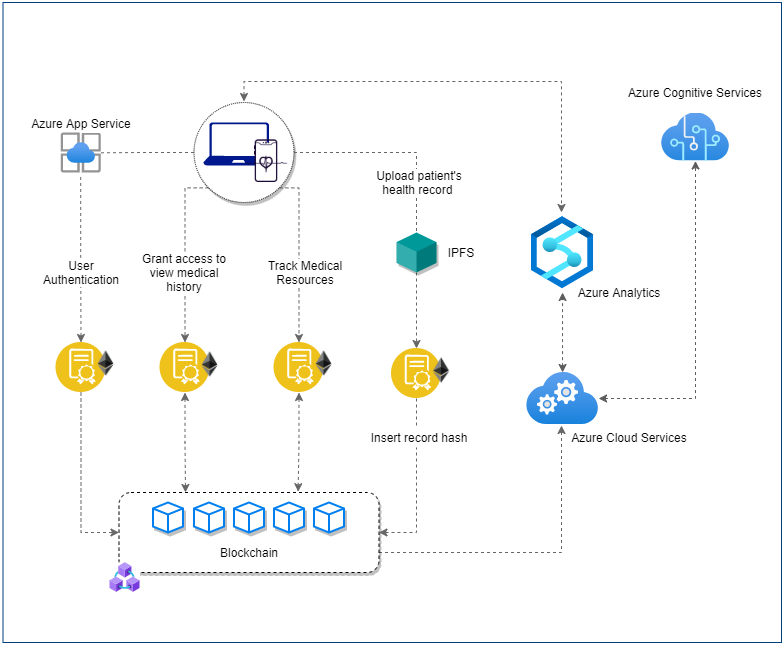 Azure Cognitive Services
Azure App Service
Upload patient's
health record
IPFS
Grant access to
view medical
history
User
Authentication
Track Medical
Resources
Azure Analytics
Insert record hash
Azure Cloud Services
Blockchain